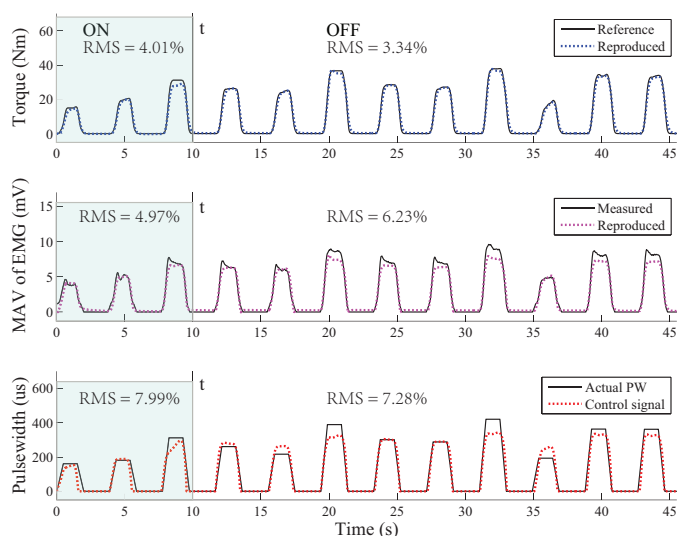 ON
t
OFF
RMS = 4.01%
RMS = 3.34%
Reference
Reproduced
Torque (Nm)
60
40
20
0
0 5 10 15 20 25 30 35 40 45
RMS = 4.97%
t
RMS = 6.23%
Measured
Reproduced
MAV of EMG (mV)
15
10
5
0
0 5 10 15 20 25 30 35 40 45
RMS = 7.99%
t
RMS = 7.28%
Actual PW
Control signal
Pulsewidth (us)
600
400
200
0
0 5 10 15 20 25 30 35 40 45
Time (s)